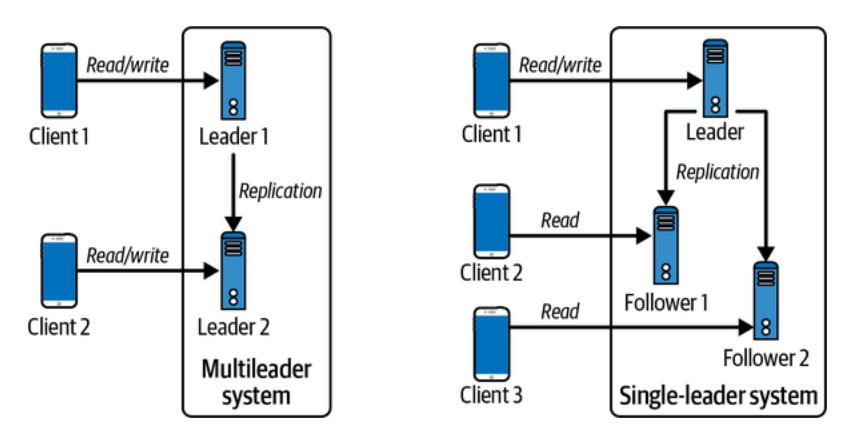 Read/write
Client 1
Leader 1
Replication
Read/write
Client 2
Leader 2
Multileader
system
Read/write
Client 1
Leader
Replication
Read
Client 2
Follower 1
Read
Client 3
Follower 2
Single-leader system